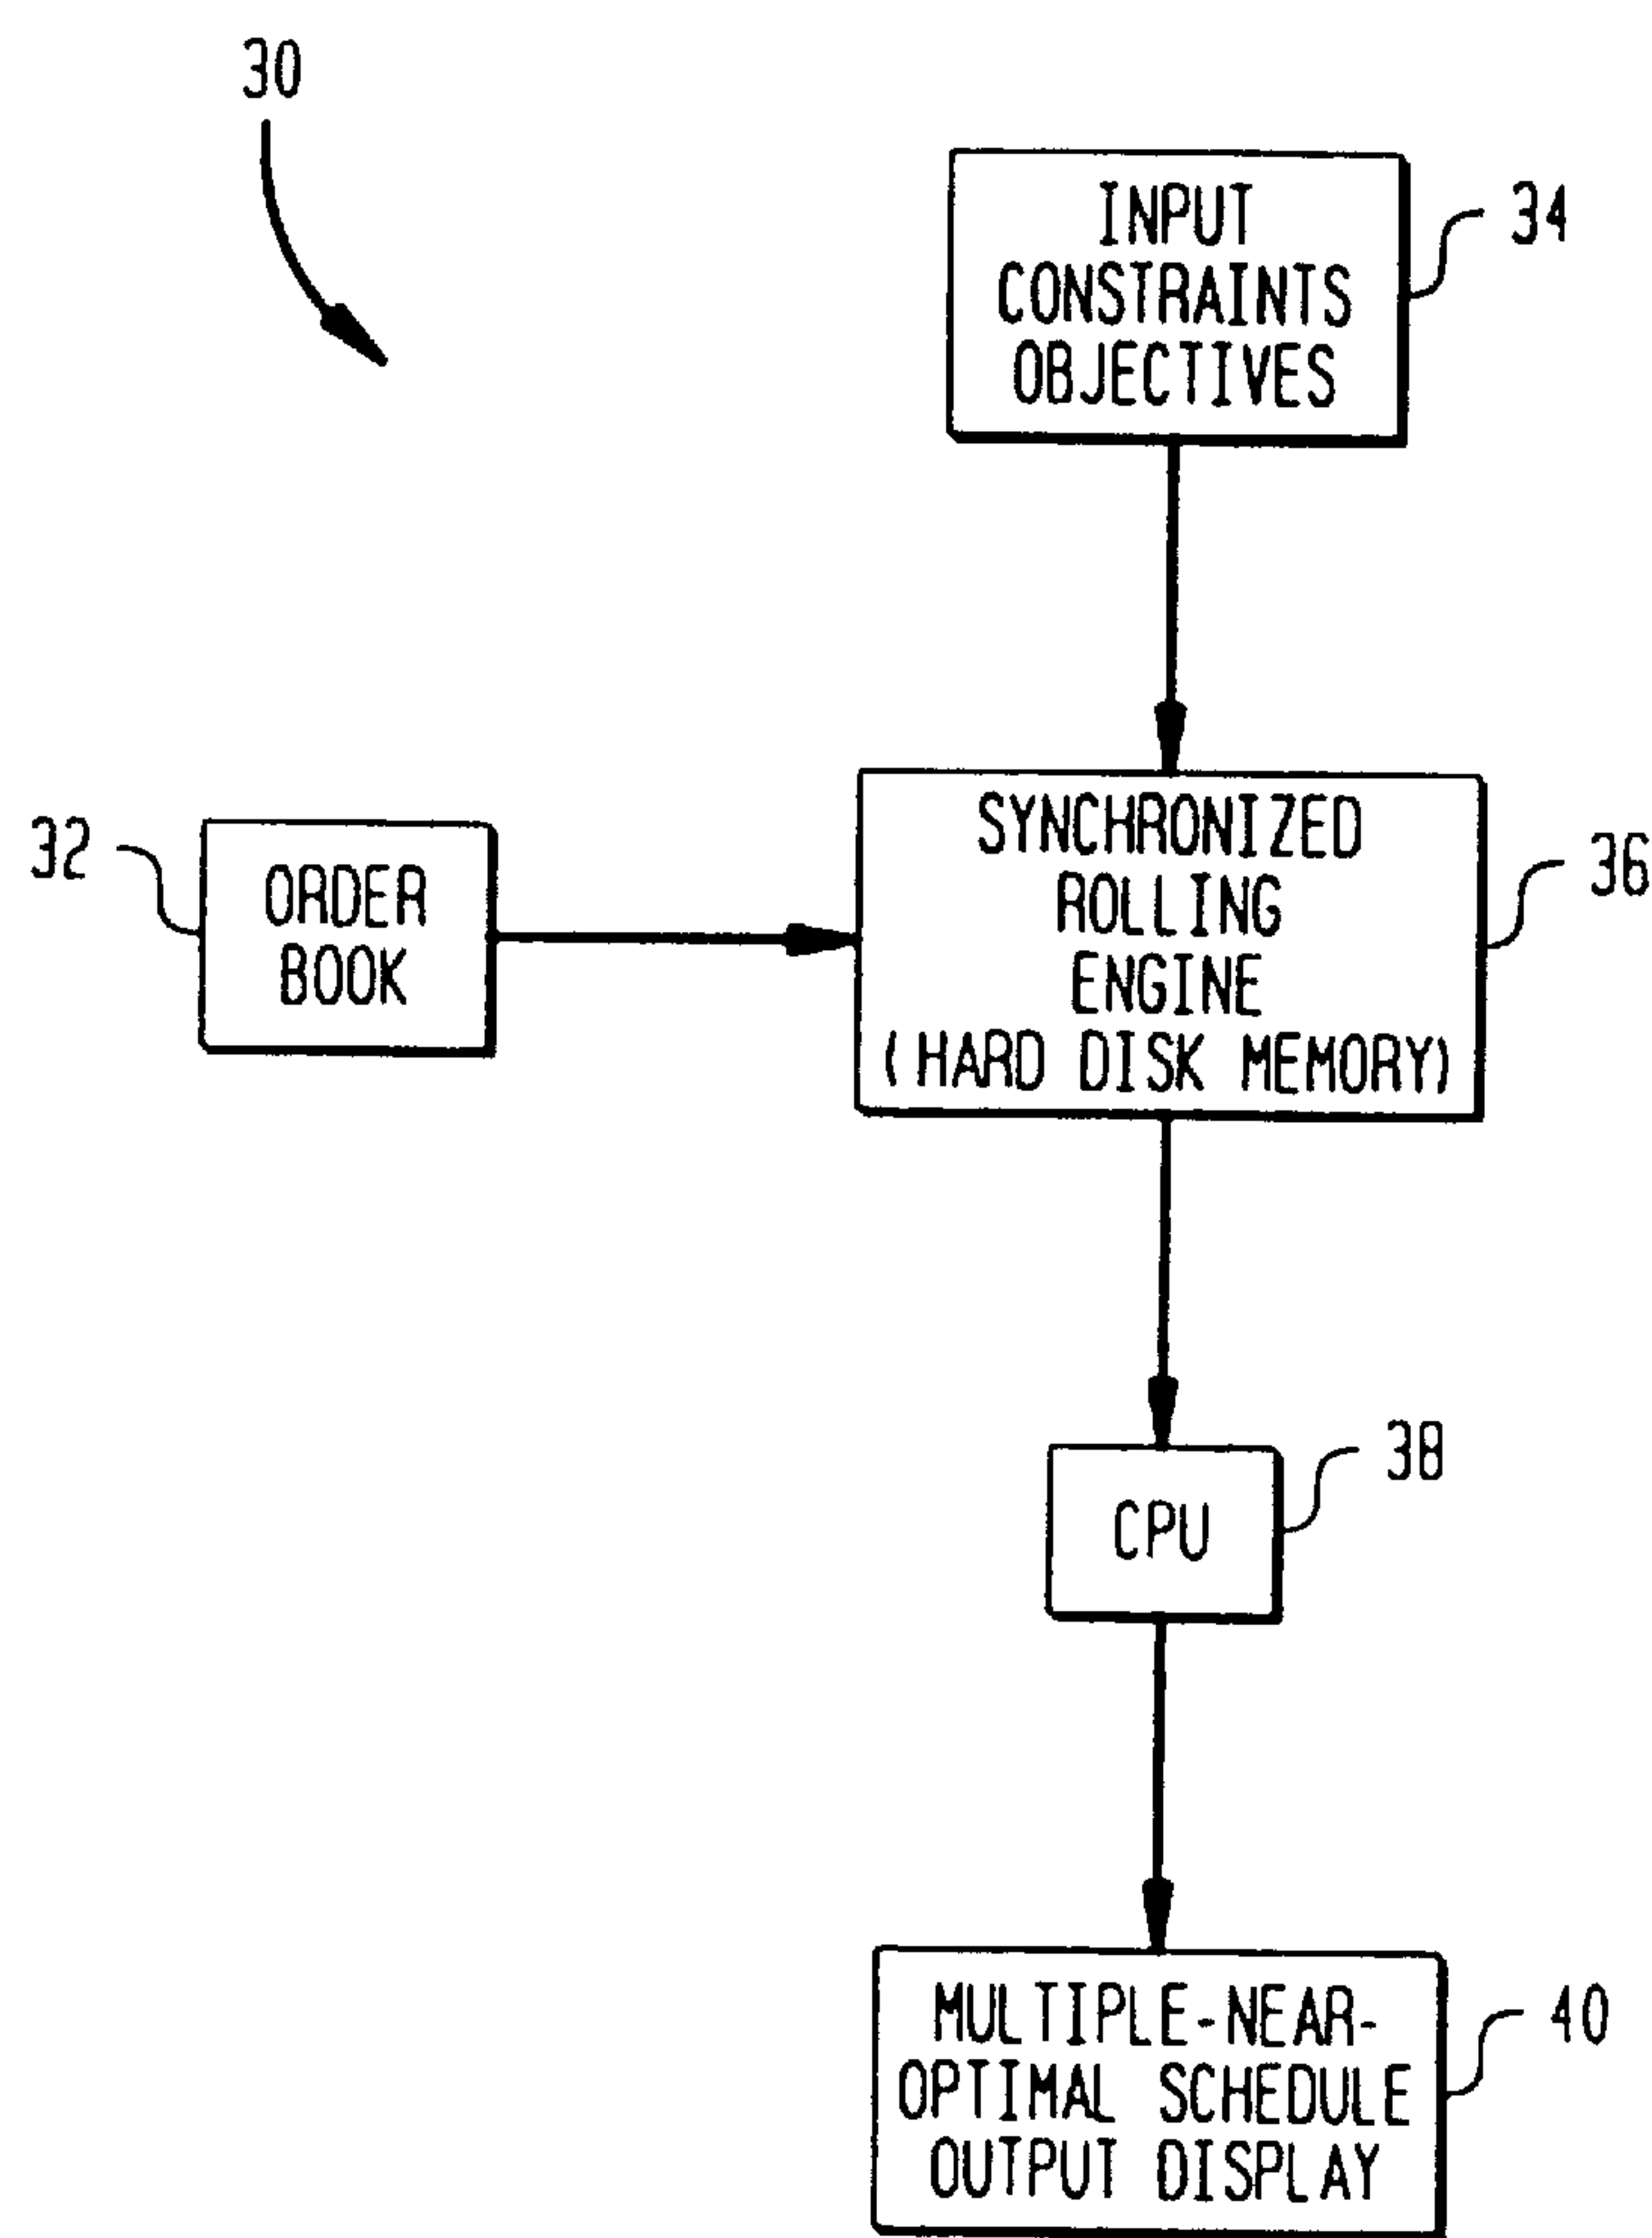 30
INPUT
CONSTRAINTS
OBJECTIVES
34
32
ORDER
BOOK
SYNCHRONIZED
ROLLING
ENGINE
(HARD DISK MEMORY)
36
CPU
38
MULTIPLE-NEAR-
OPTIMAL SCHEDULE
OUTPUT DISPLAY
40